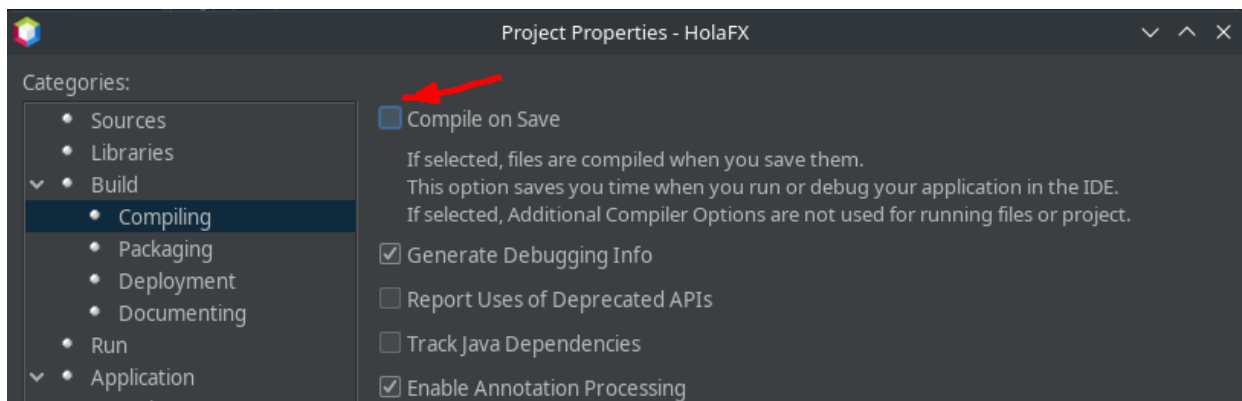 Project Properties - HolaFX
Categories:
Sources
Libraries
Build
Compiling
Packaging
Deployment
Documenting
Run
Application
Compile on Save
If selected, files are compiled when you save them.
This option saves you time when you run or debug your application in the IDE.
If selected, Additional Compiler Options are not used for running files or project.
Generate Debugging Info
Report Uses of Deprecated APIs
Track Java Dependencies
Enable Annotation Processing